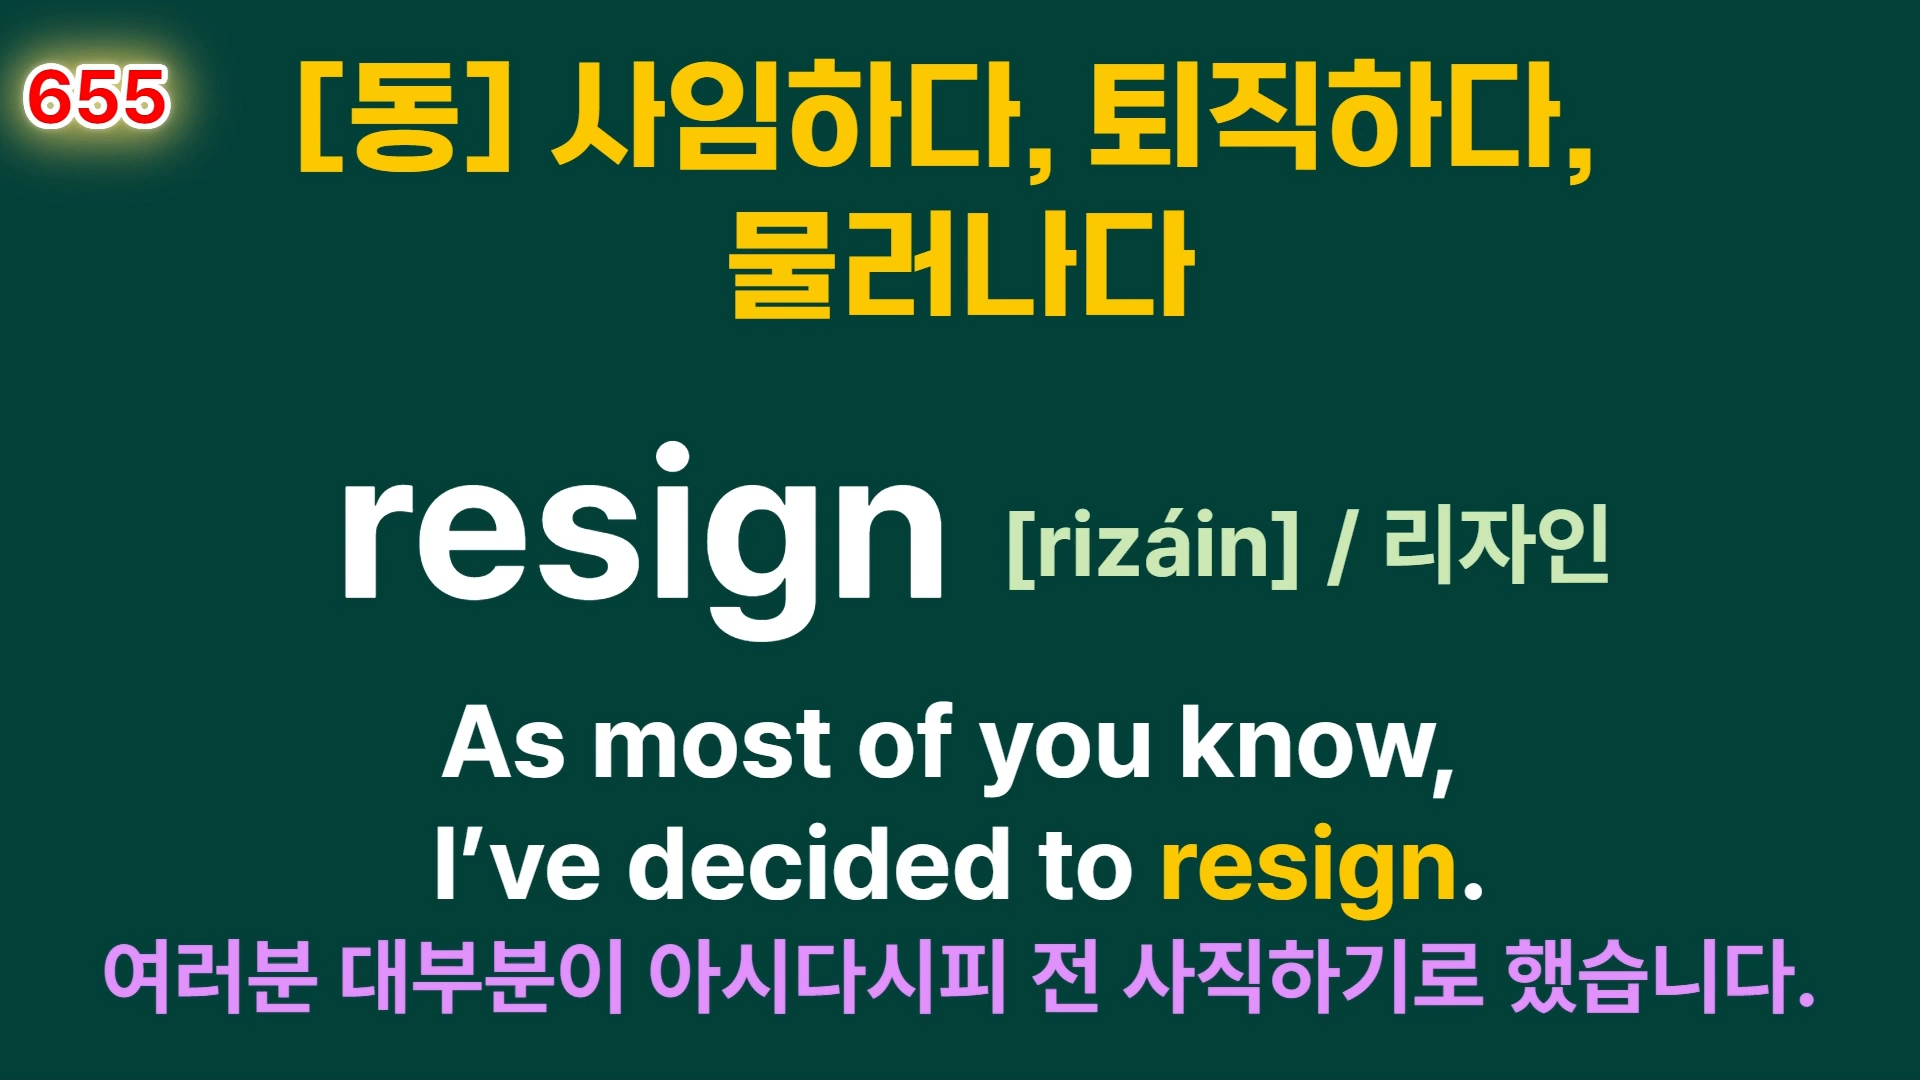 655
[동] 사임하다, 퇴직하다,
물러나다
resign [rizáin] / 리자인
As most of you know,
I’ve decided to resign.
여러분 대부분이 아시다시피 전 사직하기로 했습니다.